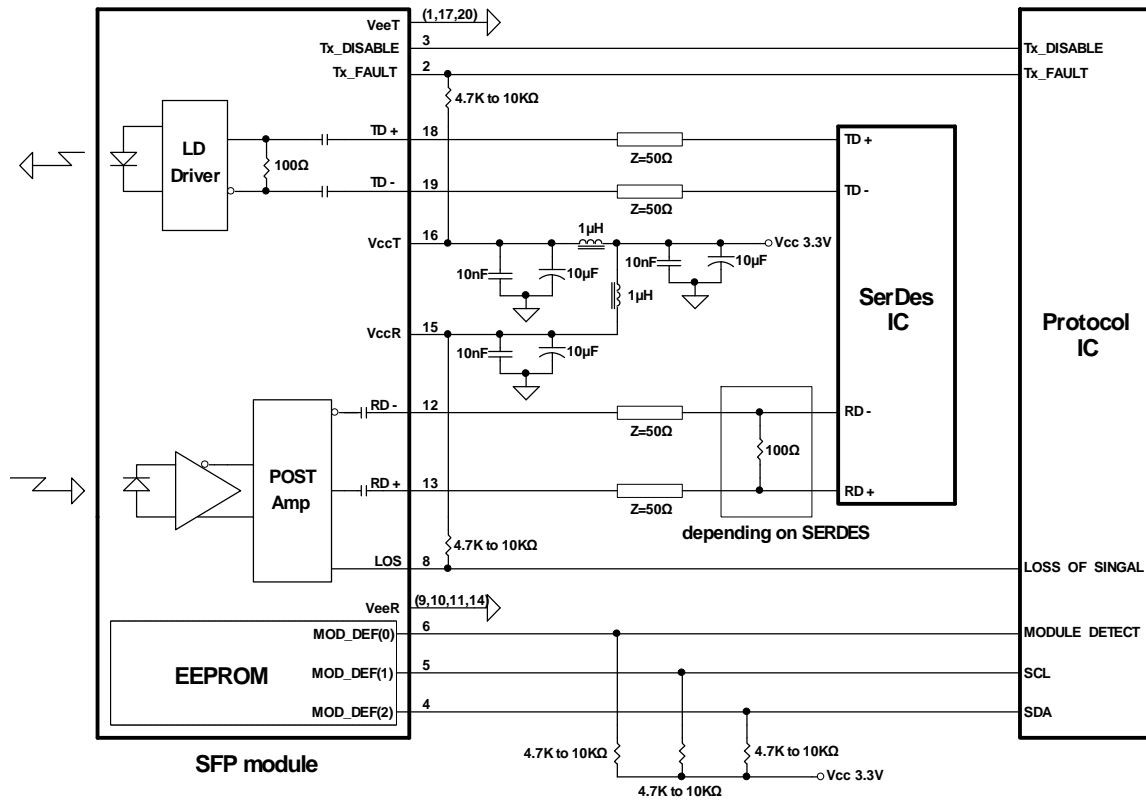 VeeT (1,17,20)
Tx_DISABLE 3 Tx_DISABLE
Tx_FAULT 2 Tx_FAULT
4.7K to 10KΩ
LD
Driver
100Ω
TD + 18 Z=50Ω TD +
TD - 19 Z=50Ω TD -
VccT 16 1µH Vcc 3.3V
10nF 10µF 10nF 10µF
1µH
VccR 15
10nF 10µF
SerDes
IC
Protocol
IC
RD - 12 Z=50Ω RD -
100Ω
POST
Amp
RD + 13 Z=50Ω RD +
depending on SERDES
4.7K to 10KΩ
LOS 8 LOSS OF SINGAL
VeeR (9,10,11,14)
EEPROM
MOD_DEF(0) 6 MODULE DETECT
MOD_DEF(1) 5 SCL
MOD_DEF(2) 4 SDA
SFP module
4.7K to 10KΩ 4.7K to 10KΩ
4.7K to 10KΩ
Vcc 3.3V